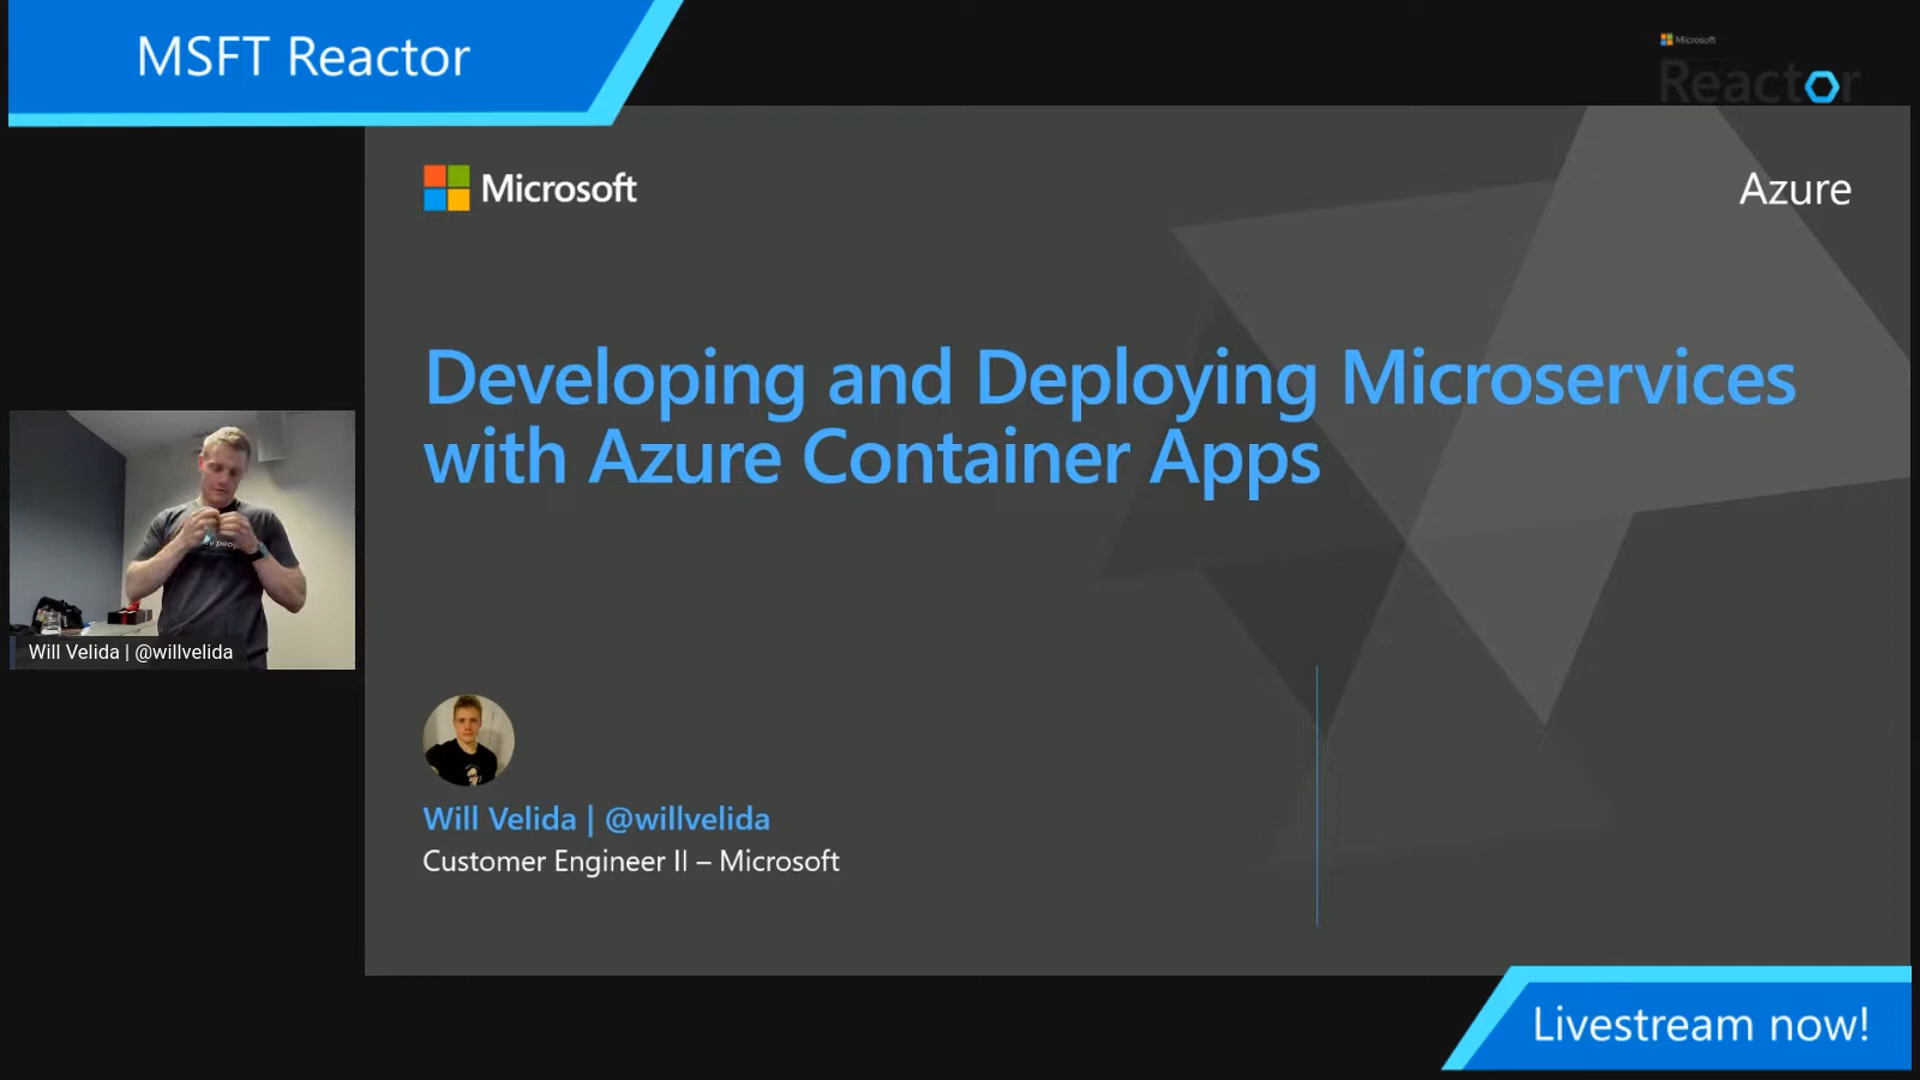 MSFT Reactor
Microsoft
Reactor
Microsoft
Azure
Developing and Deploying Microservices
with Azure Container Apps
Will Velida | @willvelida
Will Velida | @willvelida
Customer Engineer II – Microsoft
Livestream now!